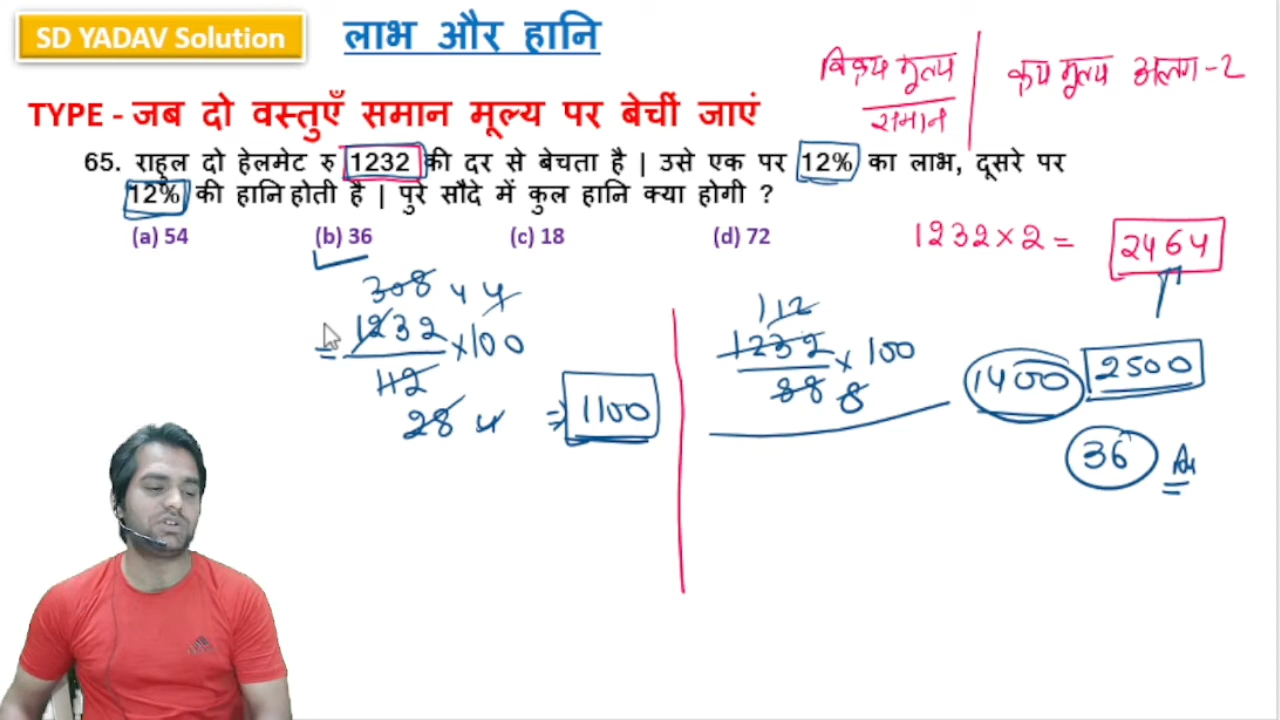 SD YADAV Solution
लाभ और हानि
विक्रय मूल्य
समान
क्रय मूल्य अलग-2
TYPE - जब दो वस्तुएँ समान मूल्य पर बेचीं जाएं
65. राहुल दो हेलमेट रु 1232 की दर से बेचता है | उसे एक पर 12% का लाभ, दूसरे पर
12% की हानि होती है | पुरे सौदे में कुल हानि क्या होगी ?
(a) 54 (b) 36 (c) 18 (d) 72
1232 × 2 = 2464
308 44
1232 × 100
112
28 4
⇒ 1100
112
1232 × 100
88 8
1400 2500
36 Ans